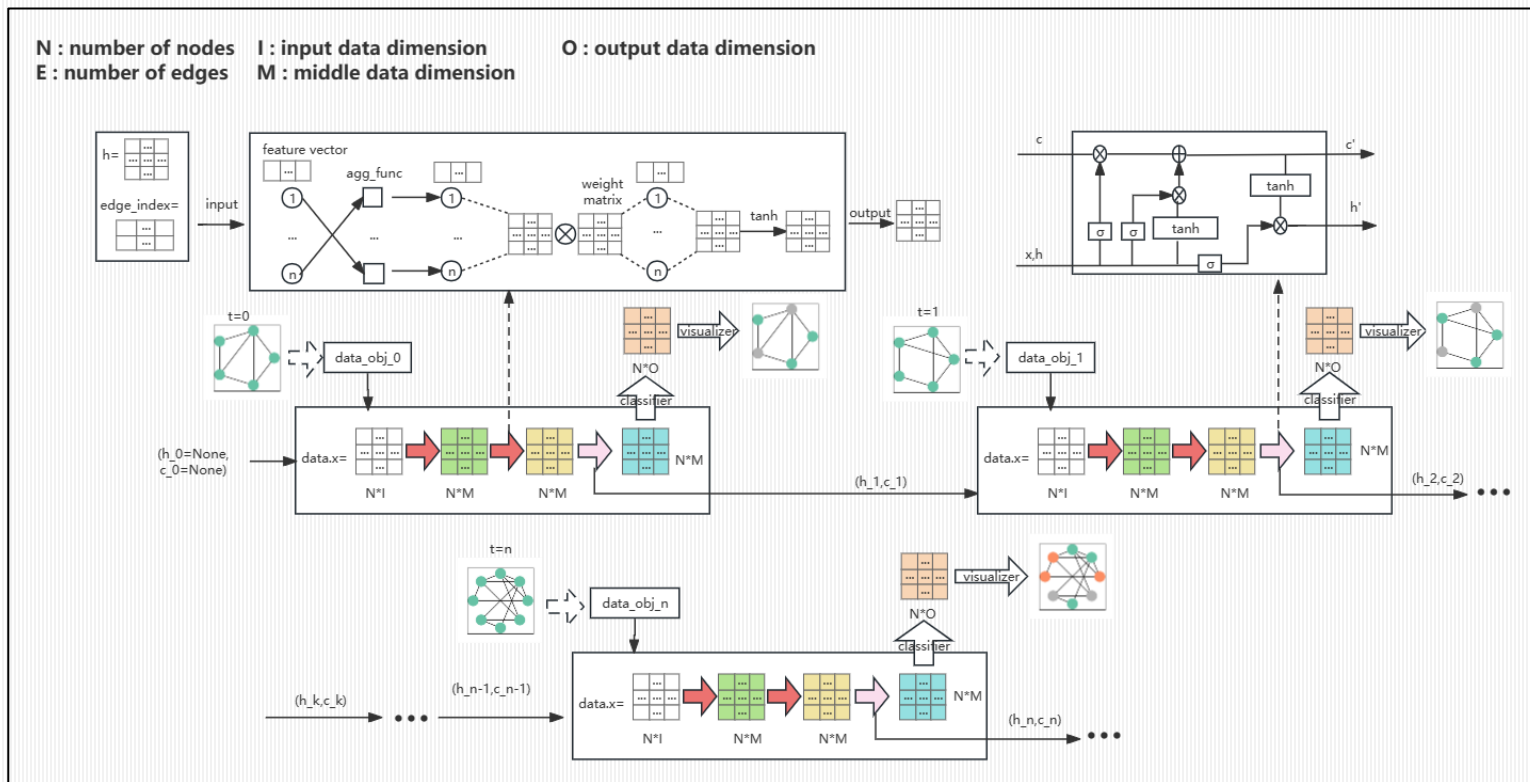 N : number of nodes I : input data dimension O : output data dimension
E : number of edges M : middle data dimension
h=
...
... ... ...
...
edge_index=
...
...
input
feature vector
...
agg_func
...
weight
matrix
...
1
1
1
...
... ... ...
...
...
... ... ...
...
...
... ... ...
...
tanh
...
... ... ...
...
output
...
... ... ...
...
...
...
...
...
n
n
n
c
c'
tanh
σ
σ
tanh
h'
x,h
σ
t=0
data_obj_0
...
... ... ...
...
visualizer
N*O
classifier
(h_0=None,
c_0=None)
data.x=
...
... ... ...
...
...
... ... ...
...
...
... ... ...
...
...
... ... ...
...
N*M
N*I
N*M
N*M
(h_1,c_1)
t=1
data_obj_1
...
... ... ...
...
visualizer
N*O
classifier
data.x=
...
... ... ...
...
...
... ... ...
...
...
... ... ...
...
...
... ... ...
...
N*M
N*I
N*M
N*M
(h_2,c_2)
•••
t=n
data_obj_n
...
... ... ...
...
visualizer
N*O
classifier
(h_k,c_k)
•••
(h_n-1,c_n-1)
data.x=
...
... ... ...
...
...
... ... ...
...
...
... ... ...
...
...
... ... ...
...
N*M
N*I
N*M
N*M
(h_n,c_n)
•••